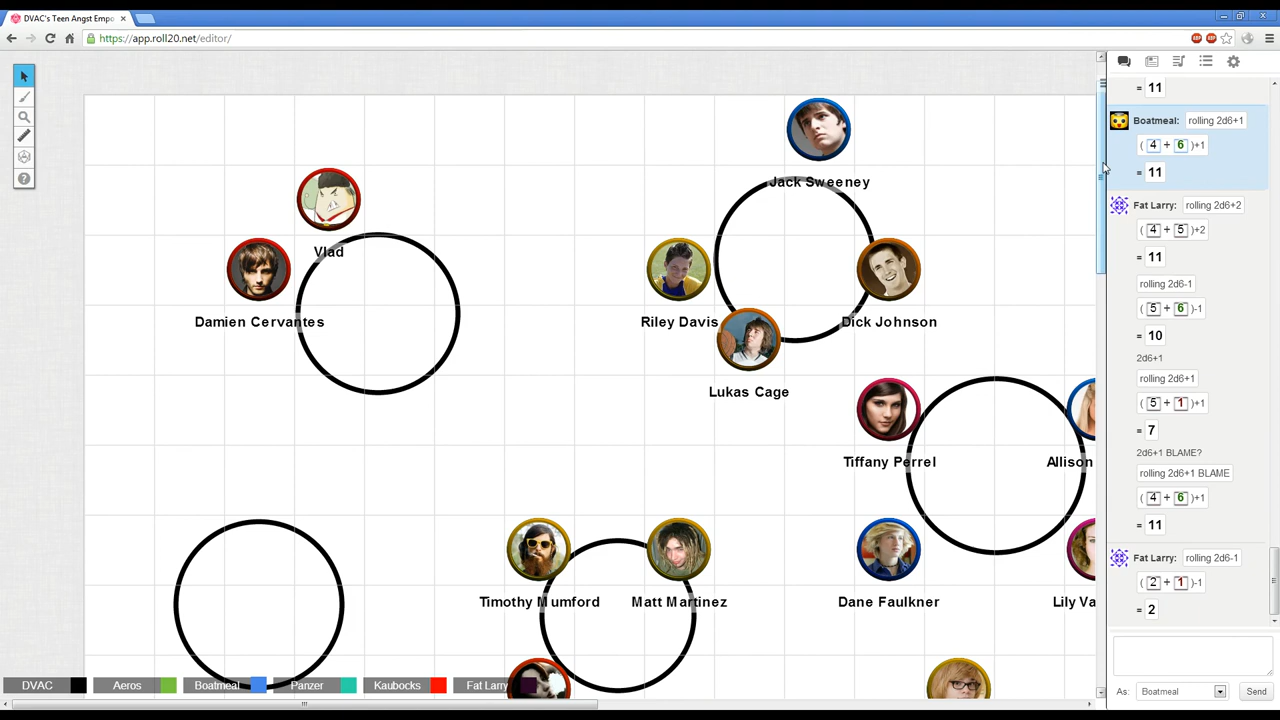 DVAC's Teen Angst Empo
https://app.roll20.net/editor/
= 11
Boatmeal: rolling 2d6+1
( 4 + 6 )+1
= 11
Fat Larry: rolling 2d6+2
( 4 + 5 )+2
= 11
rolling 2d6-1
( 5 + 6 )-1
= 10
2d6+1
rolling 2d6+1
( 5 + 1 )+1
= 7
2d6+1 BLAME?
rolling 2d6+1 BLAME
( 4 + 6 )+1
= 11
Fat Larry: rolling 2d6-1
( 2 + 1 )-1
= 2
As: Boatmeal Send
Jack Sweeney
Vlad
Damien Cervantes
Riley Davis
Dick Johnson
Lukas Cage
Tiffany Perrel
Allison
Timothy Mumford
Matt Martinez
Dane Faulkner
Lily Va
DVAC
Aeros
Boatmeal
Panzer
Kaubocks
Fat Larry